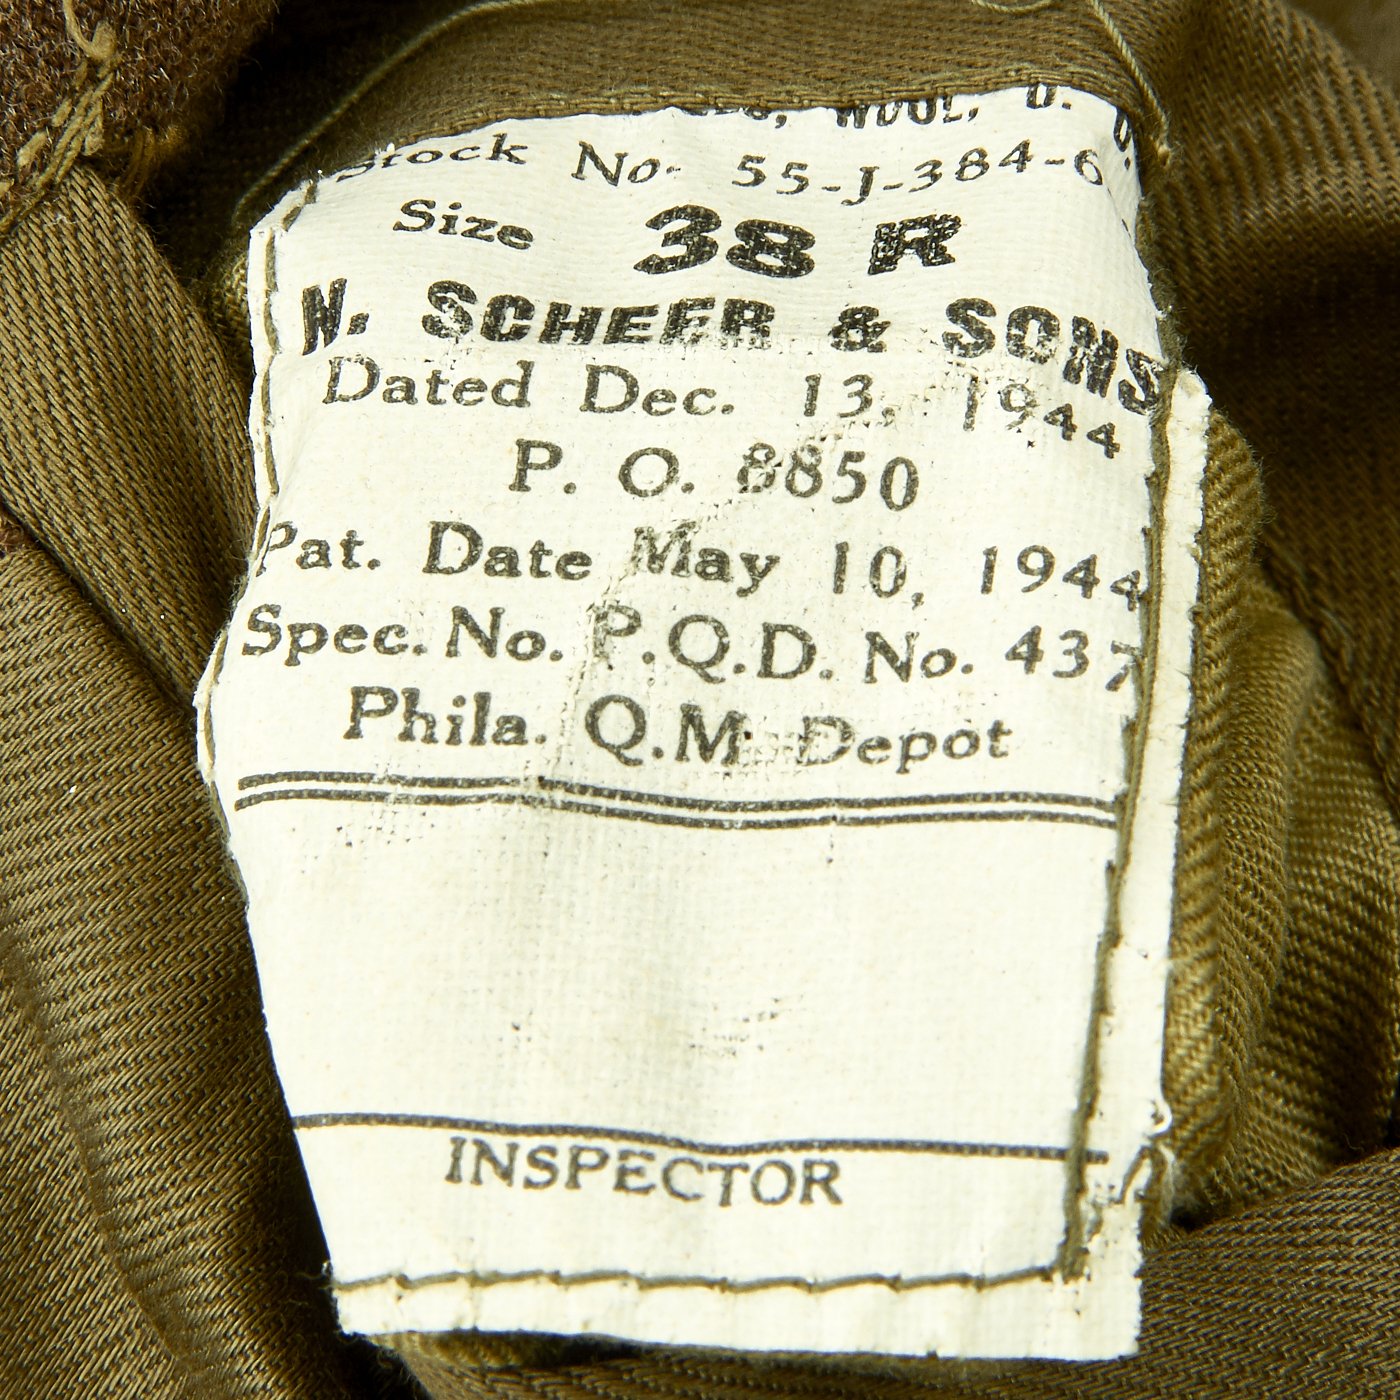 WOOL, O. D.
Stock No. 55-J-384-6
Size 38 R
N. SCHEER & SONS
Dated Dec. 13, 1944
P. O. 8850
Pat. Date May 10, 1944
Spec. No. P.Q.D. No. 437
Phila. Q.M. Depot
INSPECTOR